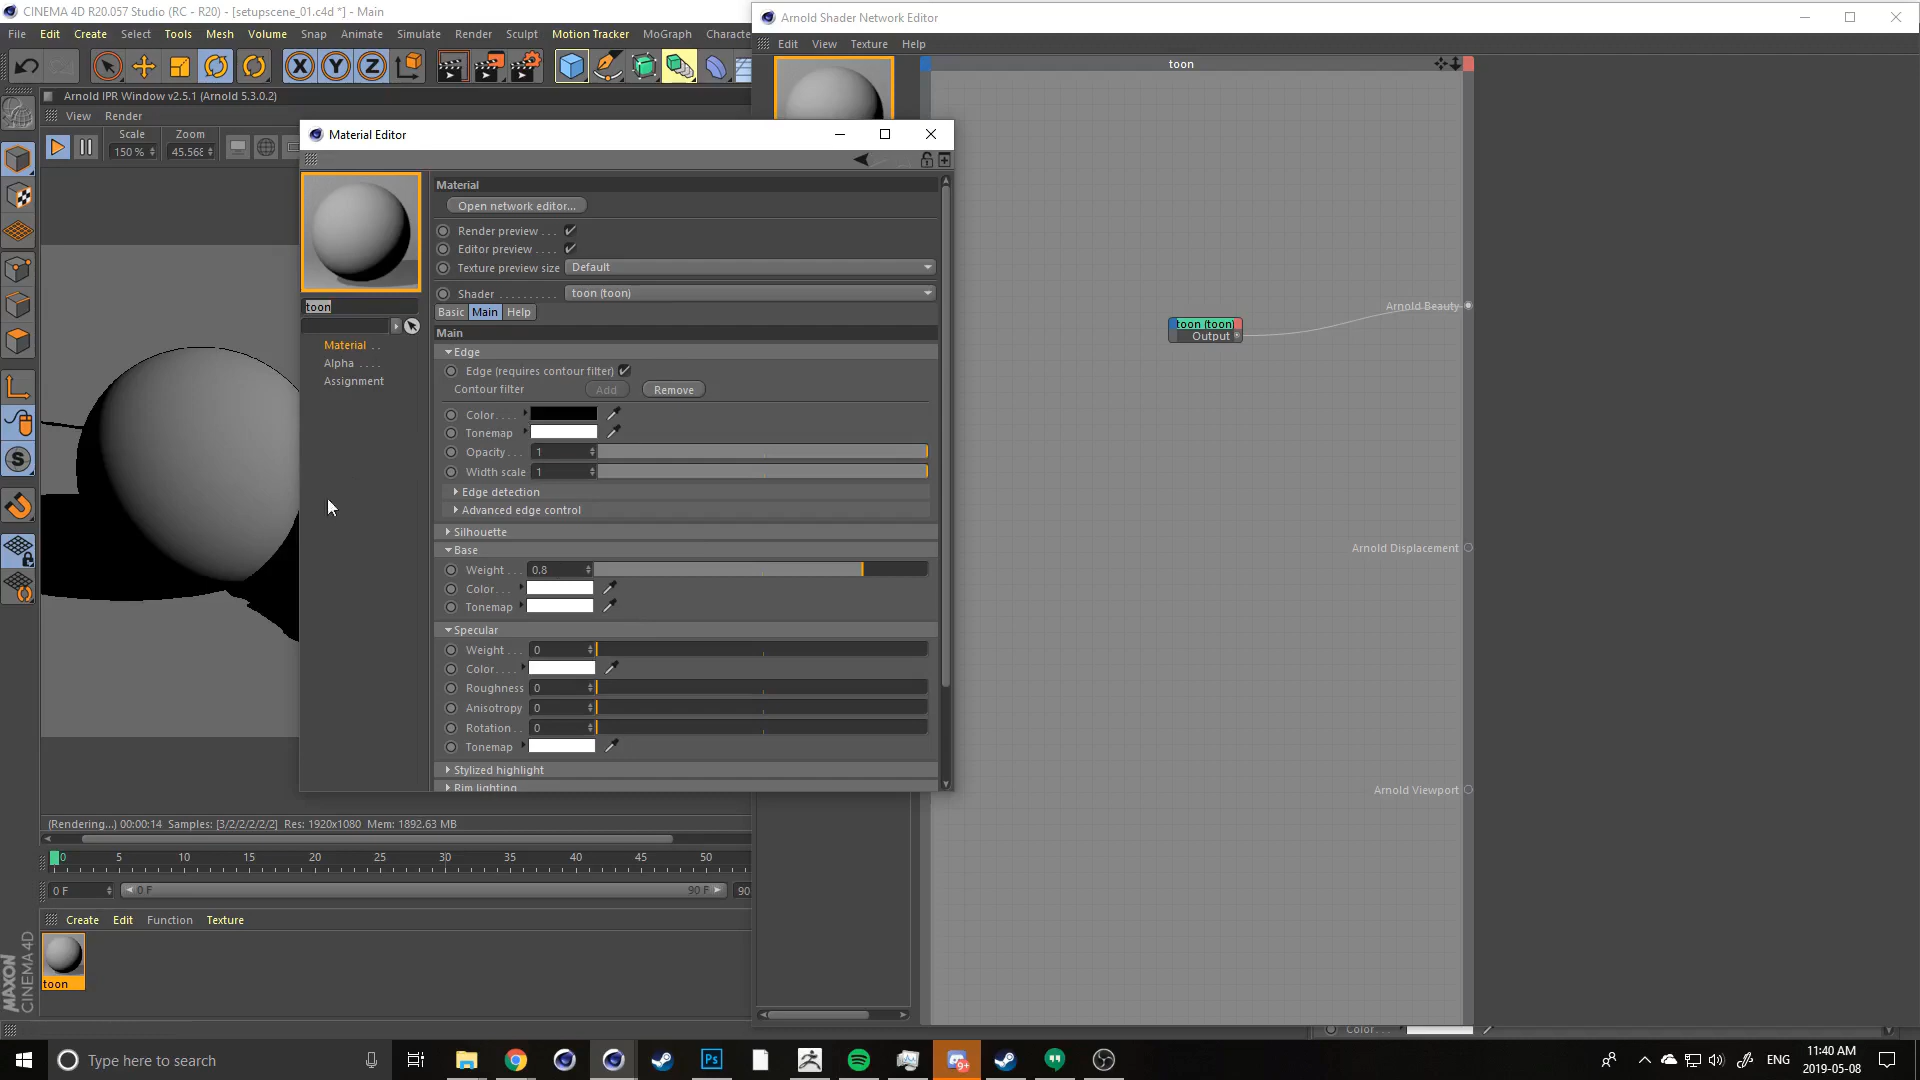 CINEMA 4D R20.057 Studio (RC - R20) - [setupscene_01.c4d *] - Main
File Edit Create Select Tools Mesh Volume Snap Animate Simulate Render Sculpt Motion Tracker MoGraph Characte
Arnold Shader Network Editor
Edit View Texture Help
toon
Arnold IPR Window v2.5.1 (Arnold 5.3.0.2)
View Render
Scale Zoom
150 % 45.568
X Y Z
Material Editor
Material
Open network editor...
Render preview . . .
Editor preview . . . .
Texture preview size Default
Shader . . . . . . . . . . toon (toon)
Basic Main Help
Main
Edge
Edge (requires contour filter)
Contour filter Add Remove
Color. . . .
Tonemap
Opacity. . . 1
Width scale 1
Edge detection
Advanced edge control
Silhouette
Base
Weight . . . 0.8
Color. . .
Tonemap
Specular
Weight . . . 0
Color. . . .
Roughness 0
Anisotropy 0
Rotation . . 0
Tonemap
Stylized highlight
Rim lighting
toon
Material . .
Alpha . . . .
Assignment
toon (toon)
Output
Arnold Beauty
Arnold Displacement
Arnold Viewport
(Rendering...) 00:00:14 Samples: [3/2/2/2/2/2] Res: 1920x1080 Mem: 1892.63 MB
0 5 10 15 20 25 30 35 40 45 50
0 F 0 F 90 F 90
Create Edit Function Texture
toon
MAXON
CINEMA 4D
Color. . .
Type here to search
Ps
9+
ENG
11:40 AM
2019-05-08